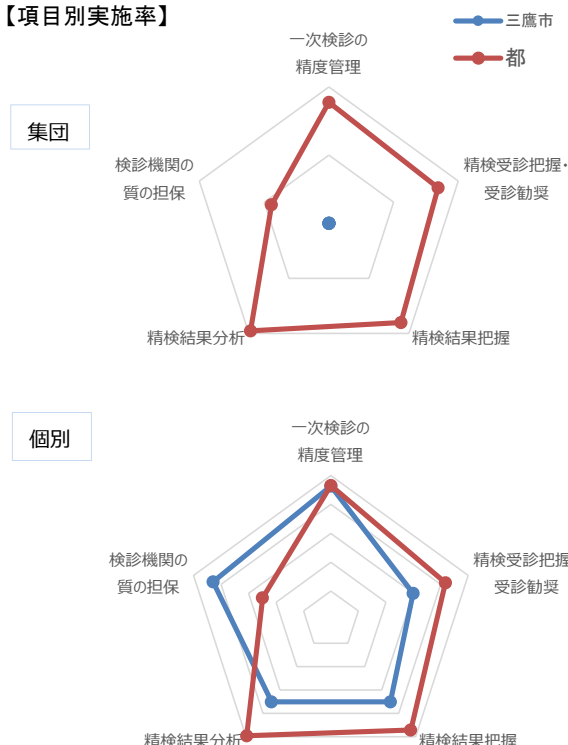 【項目別実施率】
三鷹市
都
集団
一次検診の
精度管理
検診機関の
質の担保
精検受診把握・
受診勧奨
精検結果分析
精検結果把握
個別
一次検診の
精度管理
検診機関の
質の担保
精検受診把握
受診勧奨
精検結果分析
精検結果把握